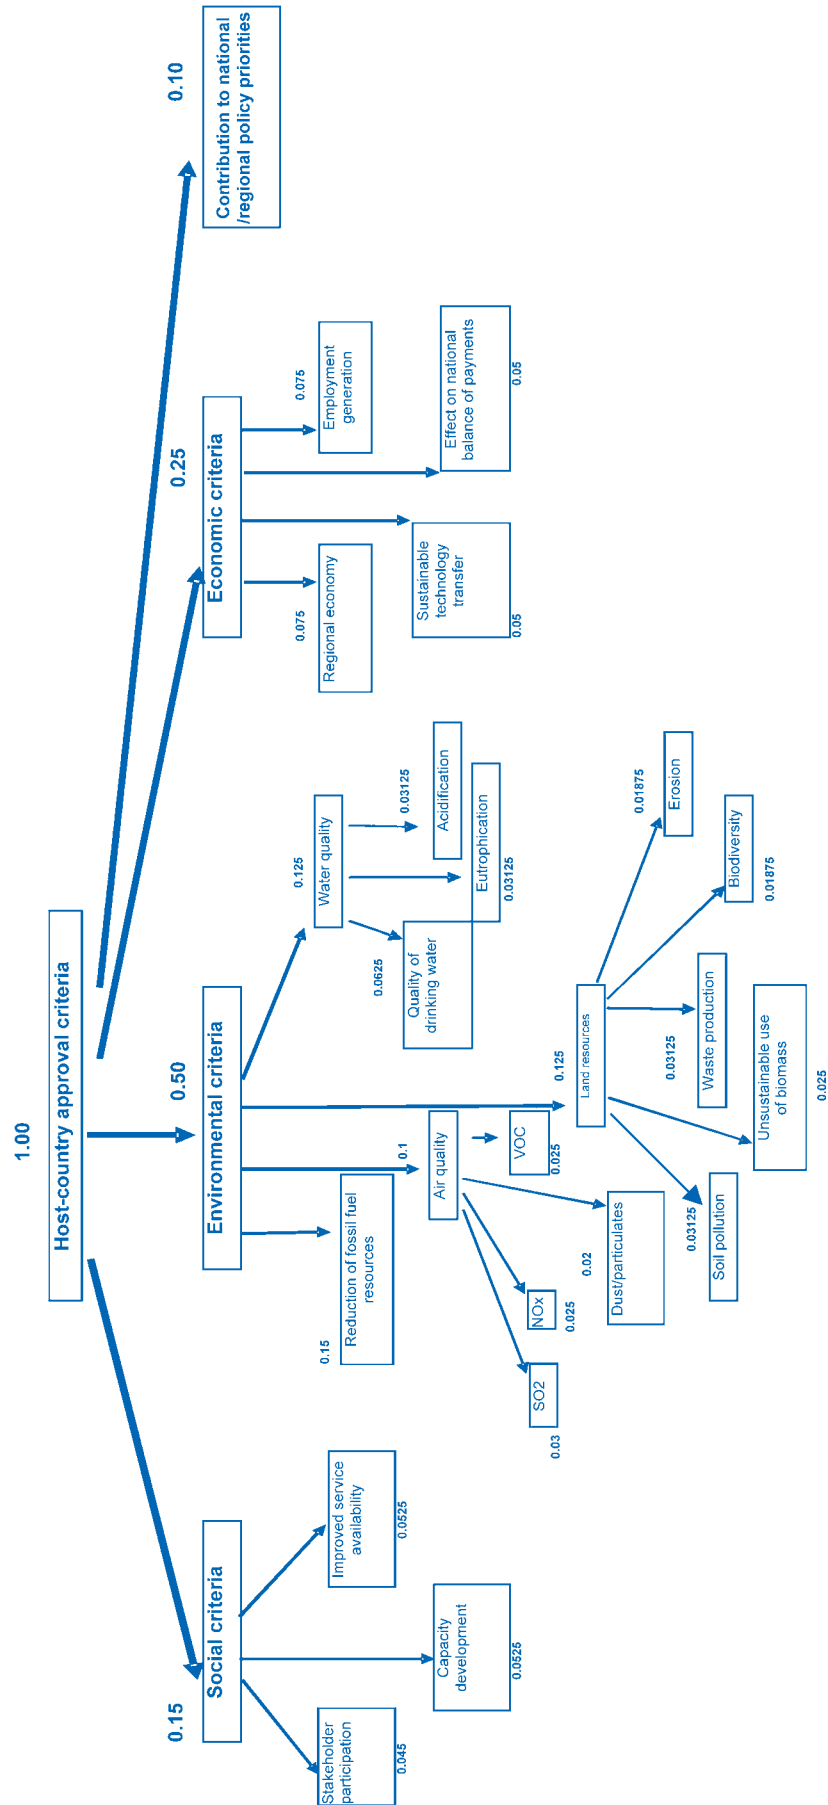 1.00
Host-country approval criteria
0.15
Social criteria
0.50
Environmental criteria
0.25
Economic criteria
0.10
Contribution to national
/regional policy priorities
Stakeholder
participation
0.045
Capacity
development
0.0525
Improved service
availability
0.0525
0.15
Reduction of fossil fuel
resources
0.1
Air quality
SO2
0.03
NOx
0.025
0.02
Dust/particulates
VOC
0.025
0.125
Water quality
0.0625
Quality of
drinking water
Eutrophication
0.03125
0.03125
Acidification
0.125
Land resources
0.03125
Soil pollution
Unsustainable use
of biomass
0.025
0.03125
Waste production
Biodiversity
0.01875
0.01875
Erosion
0.075
Regional economy
Sustainable
technology
transfer
0.05
Effect on national
balance of payments
0.05
0.075
Employment
generation